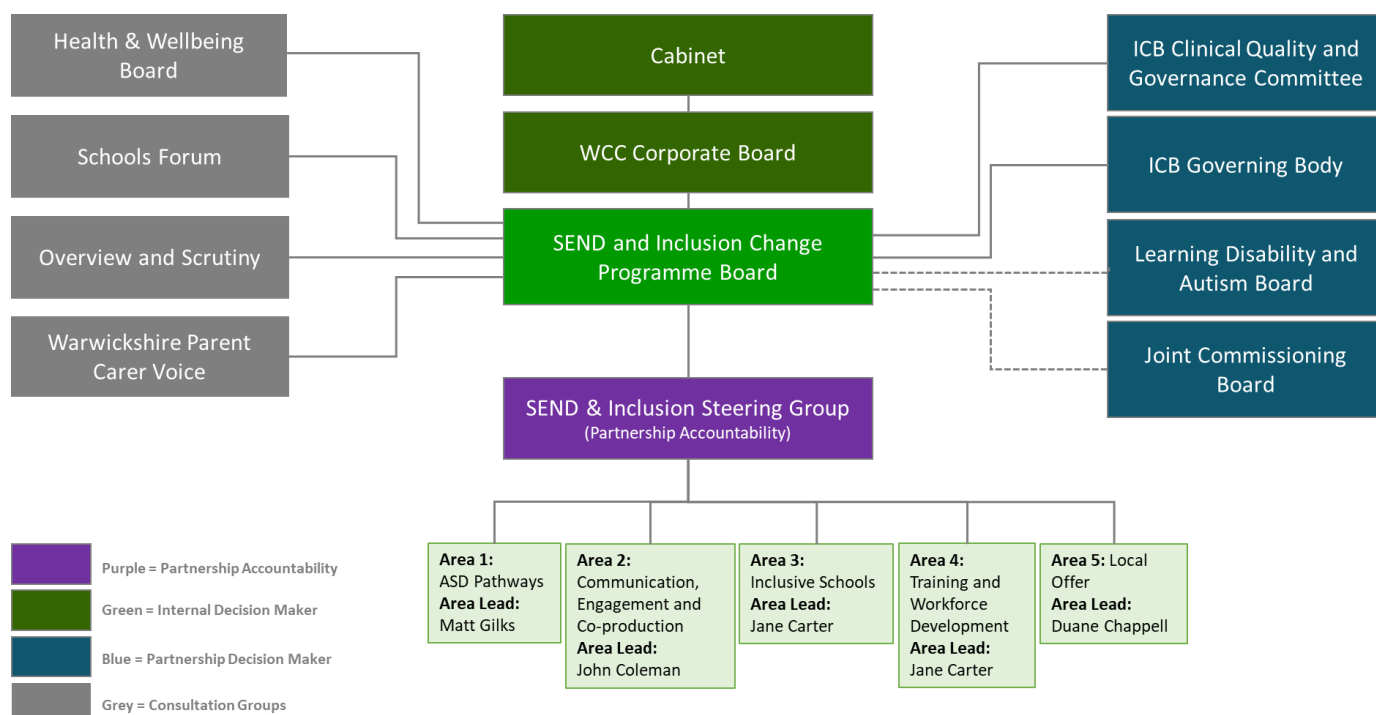 Health & Wellbeing
Board
Schools Forum
Overview and Scrutiny
Warwickshire Parent
Carer Voice
Cabinet
WCC Corporate Board
SEND and Inclusion Change
Programme Board
SEND & Inclusion Steering Group
(Partnership Accountability)
ICB Clinical Quality and
Governance Committee
ICB Governing Body
Learning Disability and
Autism Board
Joint Commissioning
Board
Area 1:
ASD Pathways
Area Lead:
Matt Gilks
Area 2:
Communication,
Engagement and
Co-production
Area Lead:
John Coleman
Area 3:
Inclusive Schools
Area Lead:
Jane Carter
Area 4:
Training and
Workforce
Development
Area Lead:
Jane Carter
Area 5: Local
Offer
Area Lead:
Duane Chappell
Purple = Partnership Accountability
Green = Internal Decision Maker
Blue = Partnership Decision Maker
Grey = Consultation Groups